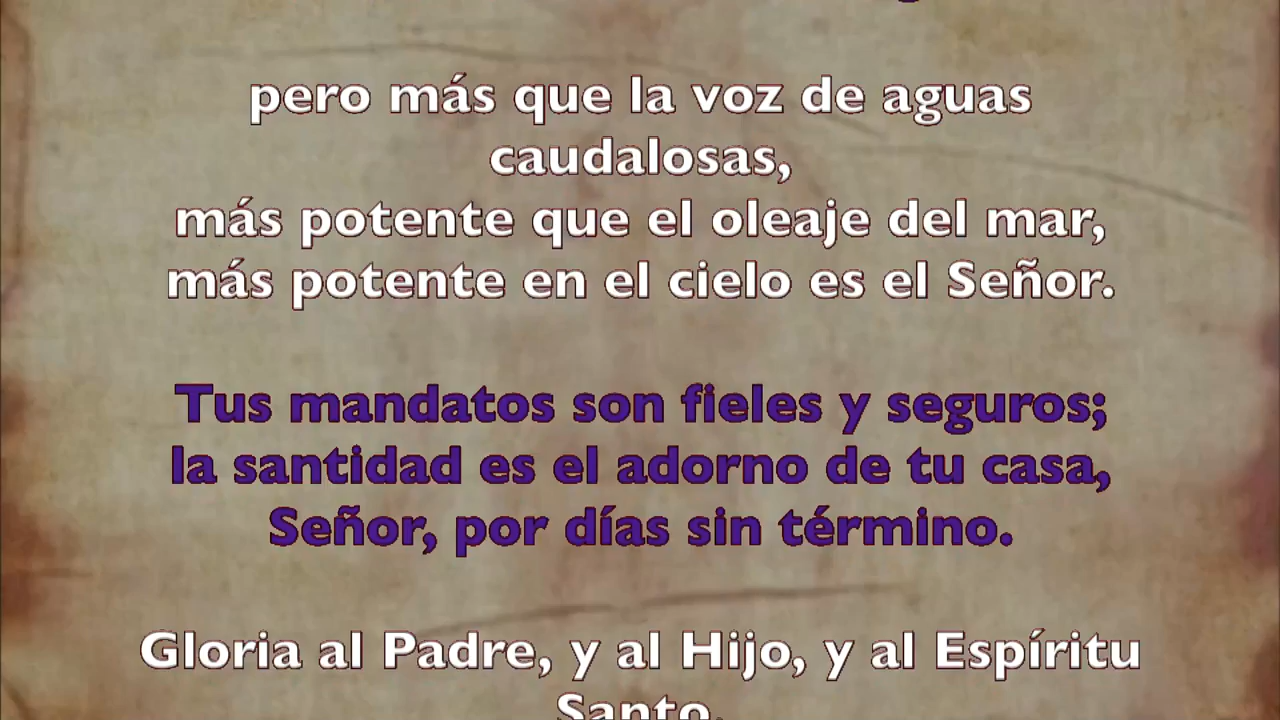 pero más que la voz de aguas
caudalosas,
más potente que el oleaje del mar,
más potente en el cielo es el Señor.
Tus mandatos son fieles y seguros;
la santidad es el adorno de tu casa,
Señor, por días sin término.
Gloria al Padre, y al Hijo, y al Espíritu
Santo.